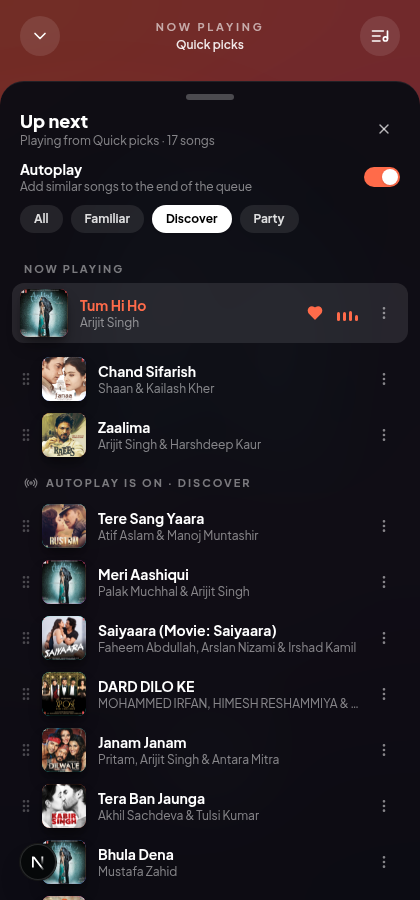 NOW PLAYING
Quick picks
Up next
Playing from Quick picks · 17 songs
Autoplay
Add similar songs to the end of the queue
All
Familiar
Discover
Party
NOW PLAYING
Tum Hi Ho
Arijit Singh
Chand Sifarish
Shaan & Kailash Kher
Zaalima
Arijit Singh & Harshdeep Kaur
AUTOPLAY IS ON · DISCOVER
Tere Sang Yaara
Atif Aslam & Manoj Muntashir
Meri Aashiqui
Palak Muchhal & Arijit Singh
Saiyaara (Movie: Saiyaara)
Faheem Abdullah, Arslan Nizami & Irshad Kamil
DARD DILO KE
MOHAMMED IRFAN, HIMESH RESHAMMIYA & ...
Janam Janam
Pritam, Arijit Singh & Antara Mitra
Tera Ban Jaunga
Akhil Sachdeva & Tulsi Kumar
Bhula Dena
Mustafa Zahid
N